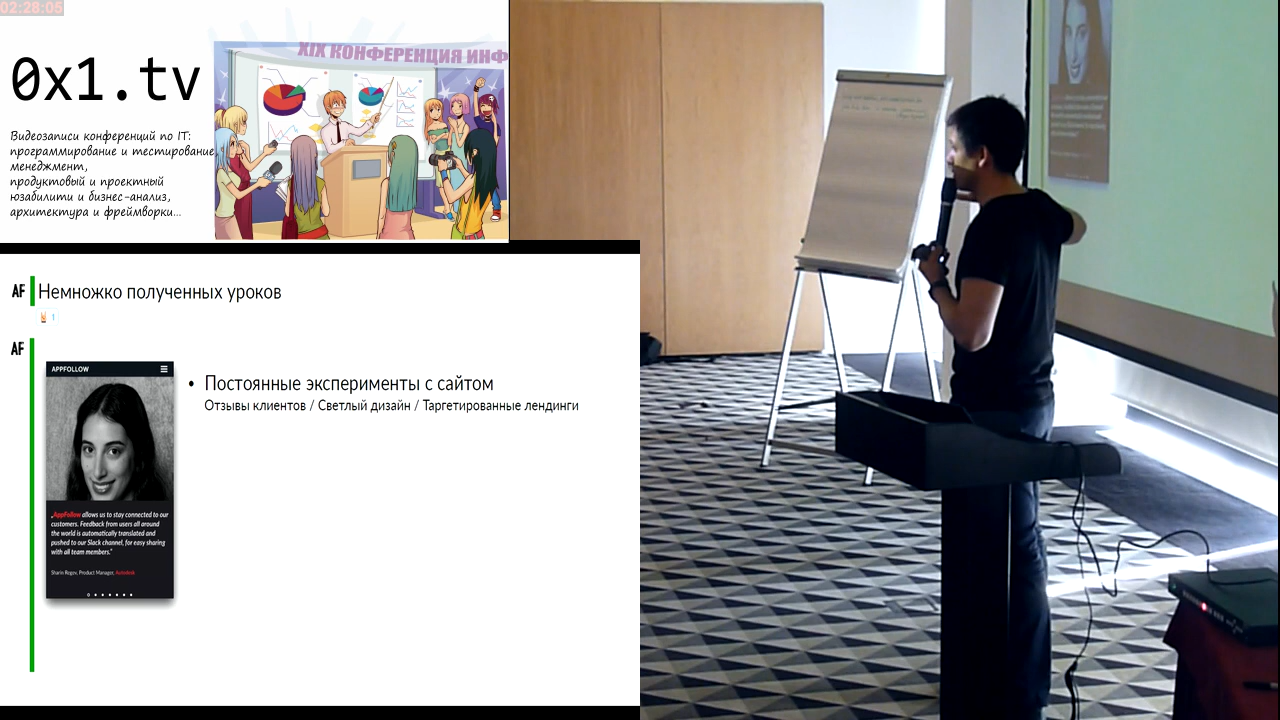 02:28:05
0x1.tv
Видеозаписи конференций по IT:
программирование и тестирование,
менеджмент,
продуктовый и проектный
юзабилити и бизнес-анализ,
архитектура и фреймворки...
XIX КОНФЕРЕНЦИЯ ИНФ
AF Немножко полученных уроков
1
AF
APPFOLLOW
• Постоянные эксперименты с сайтом
Отзывы клиентов / Светлый дизайн / Таргетированные лендинги
„AppFollow allows us to stay connected to our
customers. Feedback from users all around
the world is automatically translated and
pushed to our Slack channel, for easy sharing
with all team members."
Sharin Regev, Product Manager, Autodesk